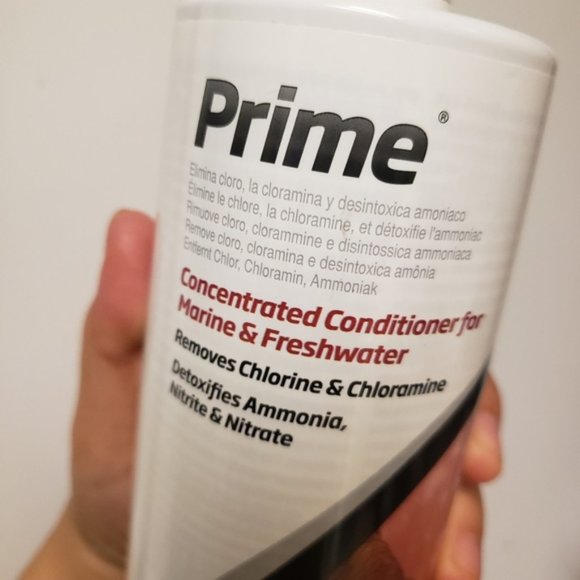 Prime®
Elimina cloro, la cloramina y desintoxica amoniaco
Élimine le chlore, la chloramine, et détoxifie l'ammoniac
Rimuove cloro, clorammine e disintossica ammoniaca
Remove cloro, cloramina e desintoxica amônia
Entfernt Chlor, Chloramin, Ammoniak
Concentrated Conditioner for
Marine & Freshwater
Removes Chlorine & Chloramine
Detoxifies Ammonia,
Nitrite & Nitrate